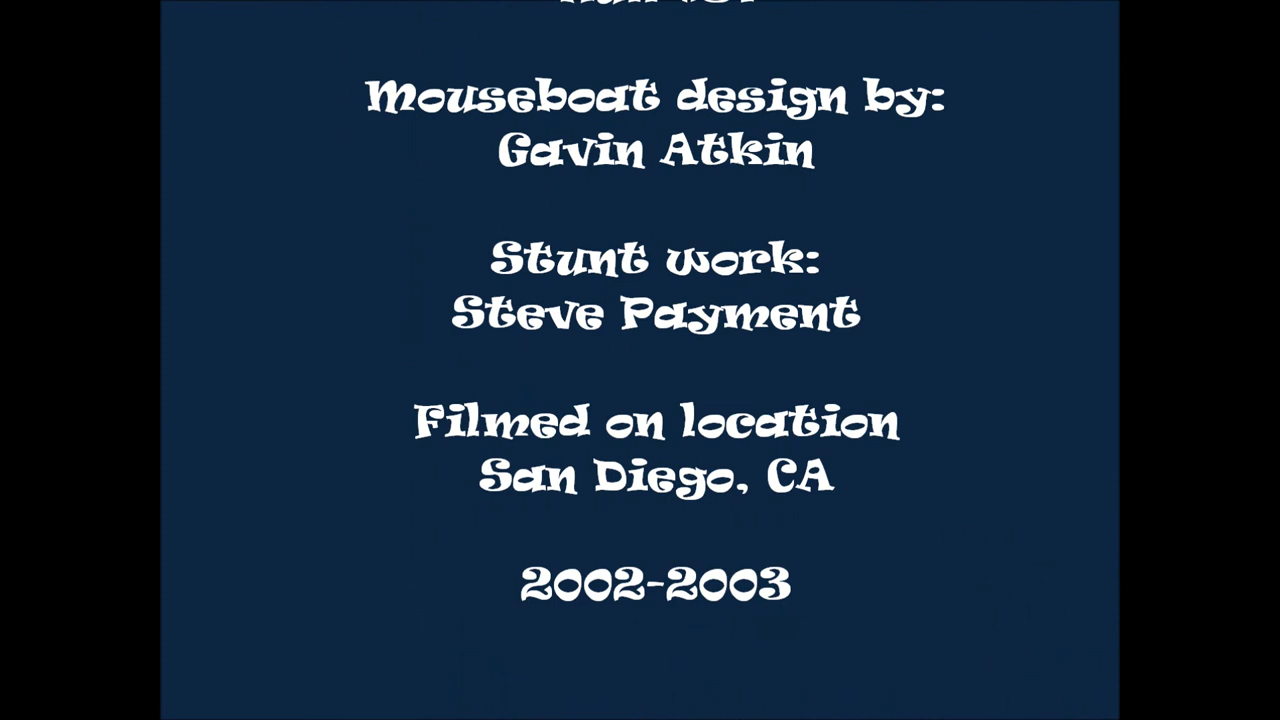 Mouseboat design by:
Gavin Atkin
Stunt work:
Steve Payment
Filmed on location
San Diego, CA
2002-2003